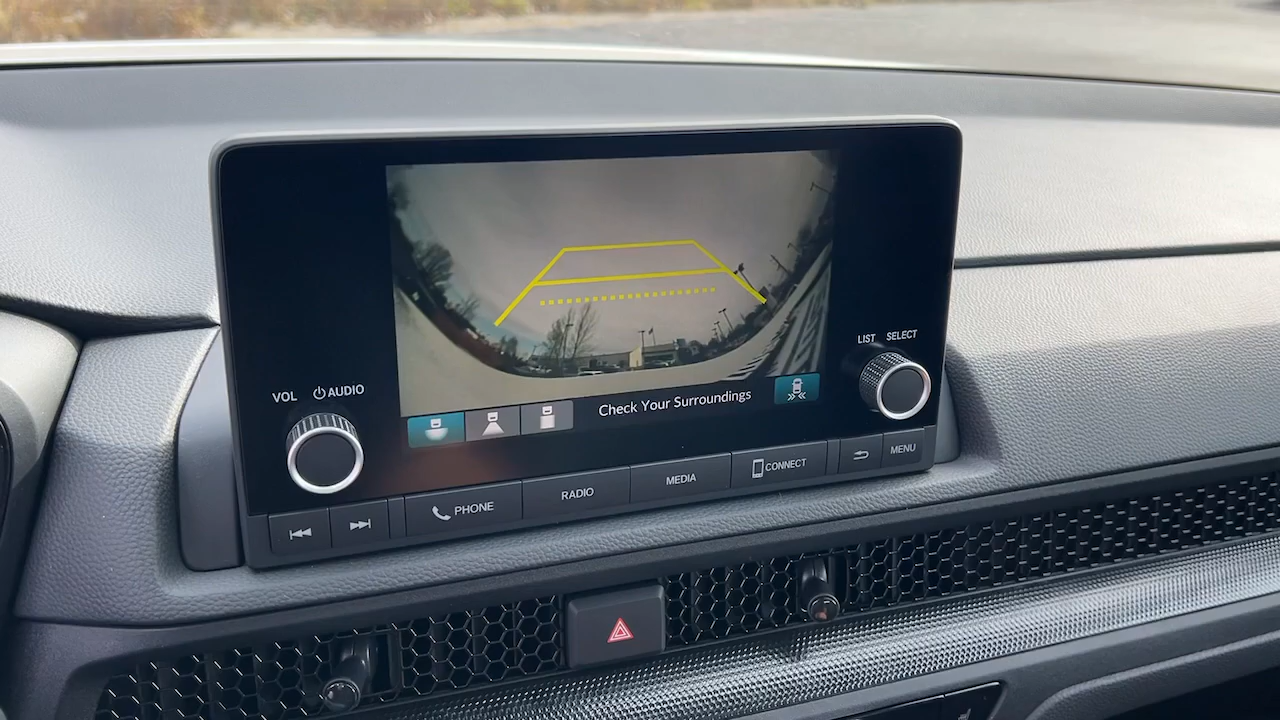 VOL AUDIO
LIST SELECT
Check Your Surroundings
PHONE
RADIO
MEDIA
CONNECT
MENU